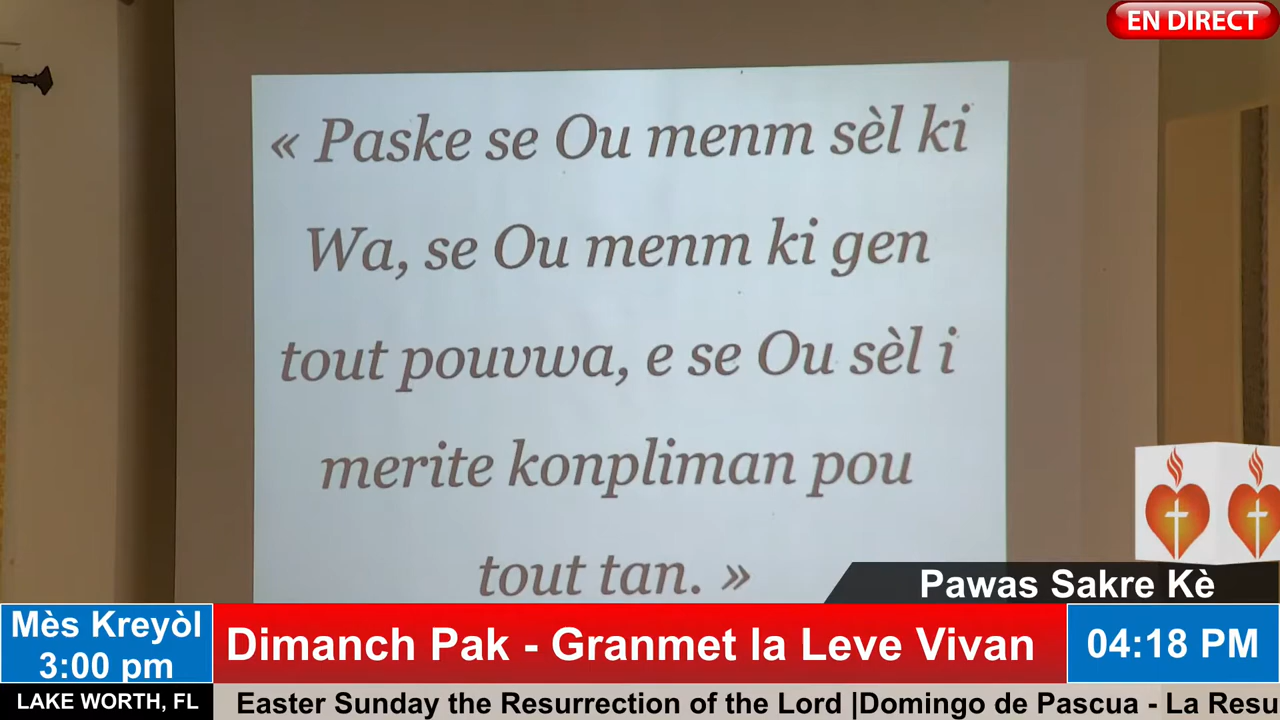 EN DIRECT
« Paske se Ou menm sèl ki
Wa, se Ou menm ki gen
tout pouvwa, e se Ou sèl i
merite konpliman pou
tout tan. »
Pawas Sakre Kè
Mès Kreyòl
3:00 pm
Dimanch Pak - Granmet la Leve Vivan
04:18 PM
LAKE WORTH, FL
Easter Sunday the Resurrection of the Lord |Domingo de Pascua - La Resu